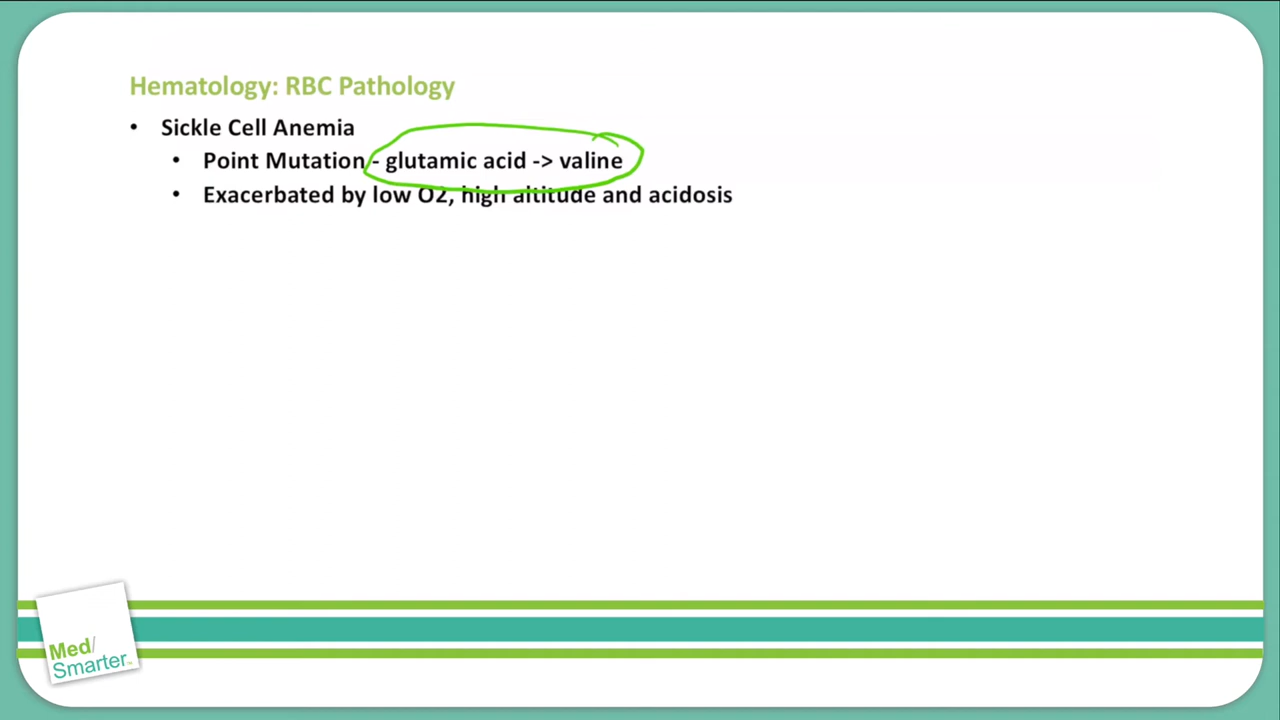 Hematology: RBC Pathology
• Sickle Cell Anemia
• Point Mutation - glutamic acid -> valine
• Exacerbated by low O2, high altitude and acidosis
Med/
Smarter™